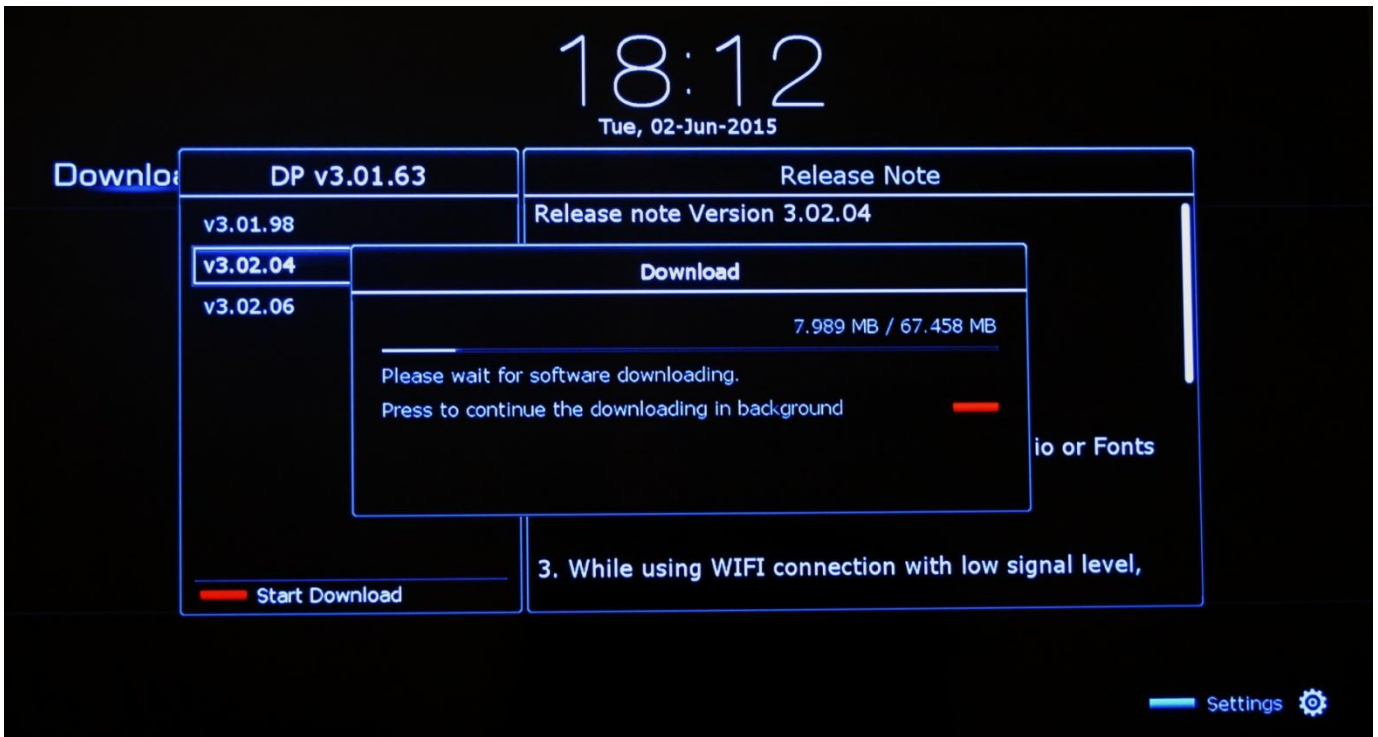 18:12
Tue, 02-Jun-2015
Downloa
DP v3.01.63
Release Note
v3.01.98
v3.02.04
v3.02.06
Start Download
Release note Version 3.02.04
Download
7.989 MB / 67.458 MB
Please wait for software downloading.
Press to continue the downloading in background
io or Fonts
3. While using WIFI connection with low signal level,
Settings